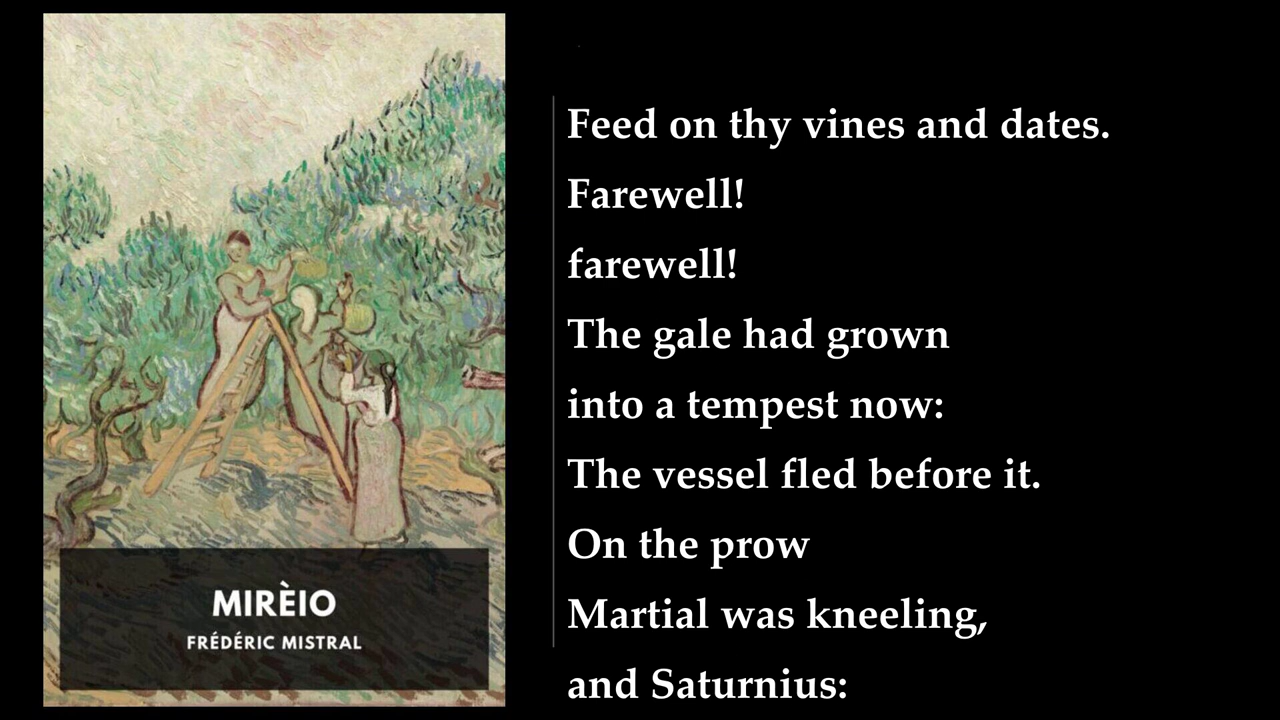 MIRÈIO
FRÉDÉRIC MISTRAL
Feed on thy vines and dates.
Farewell!
farewell!
The gale had grown
into a tempest now:
The vessel fled before it.
On the prow
Martial was kneeling,
and Saturnius: